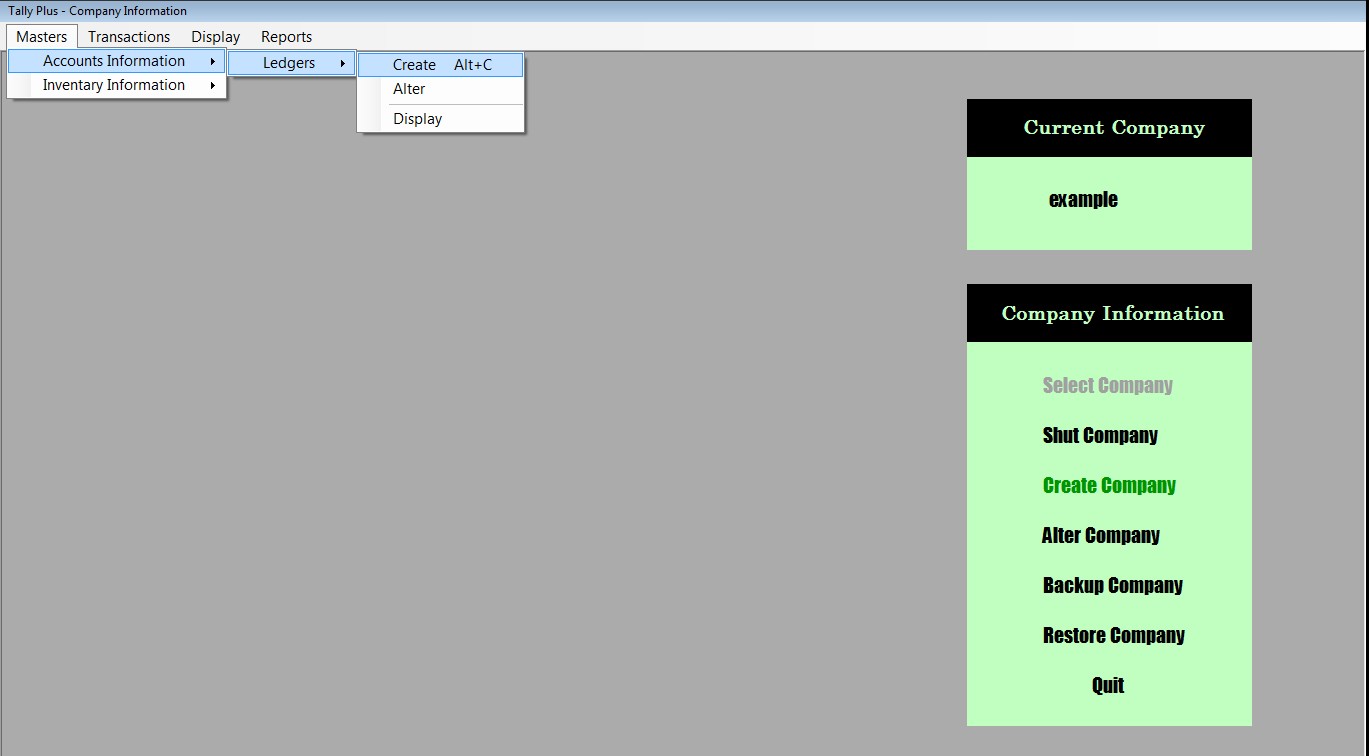 Tally Plus - Company Information
Masters Transactions Display Reports
Accounts Information Ledgers Create Alt+C
Inventory Information Alter
Display
Current Company
example
Company Information
Select Company
Shut Company
Create Company
Alter Company
Backup Company
Restore Company
Quit